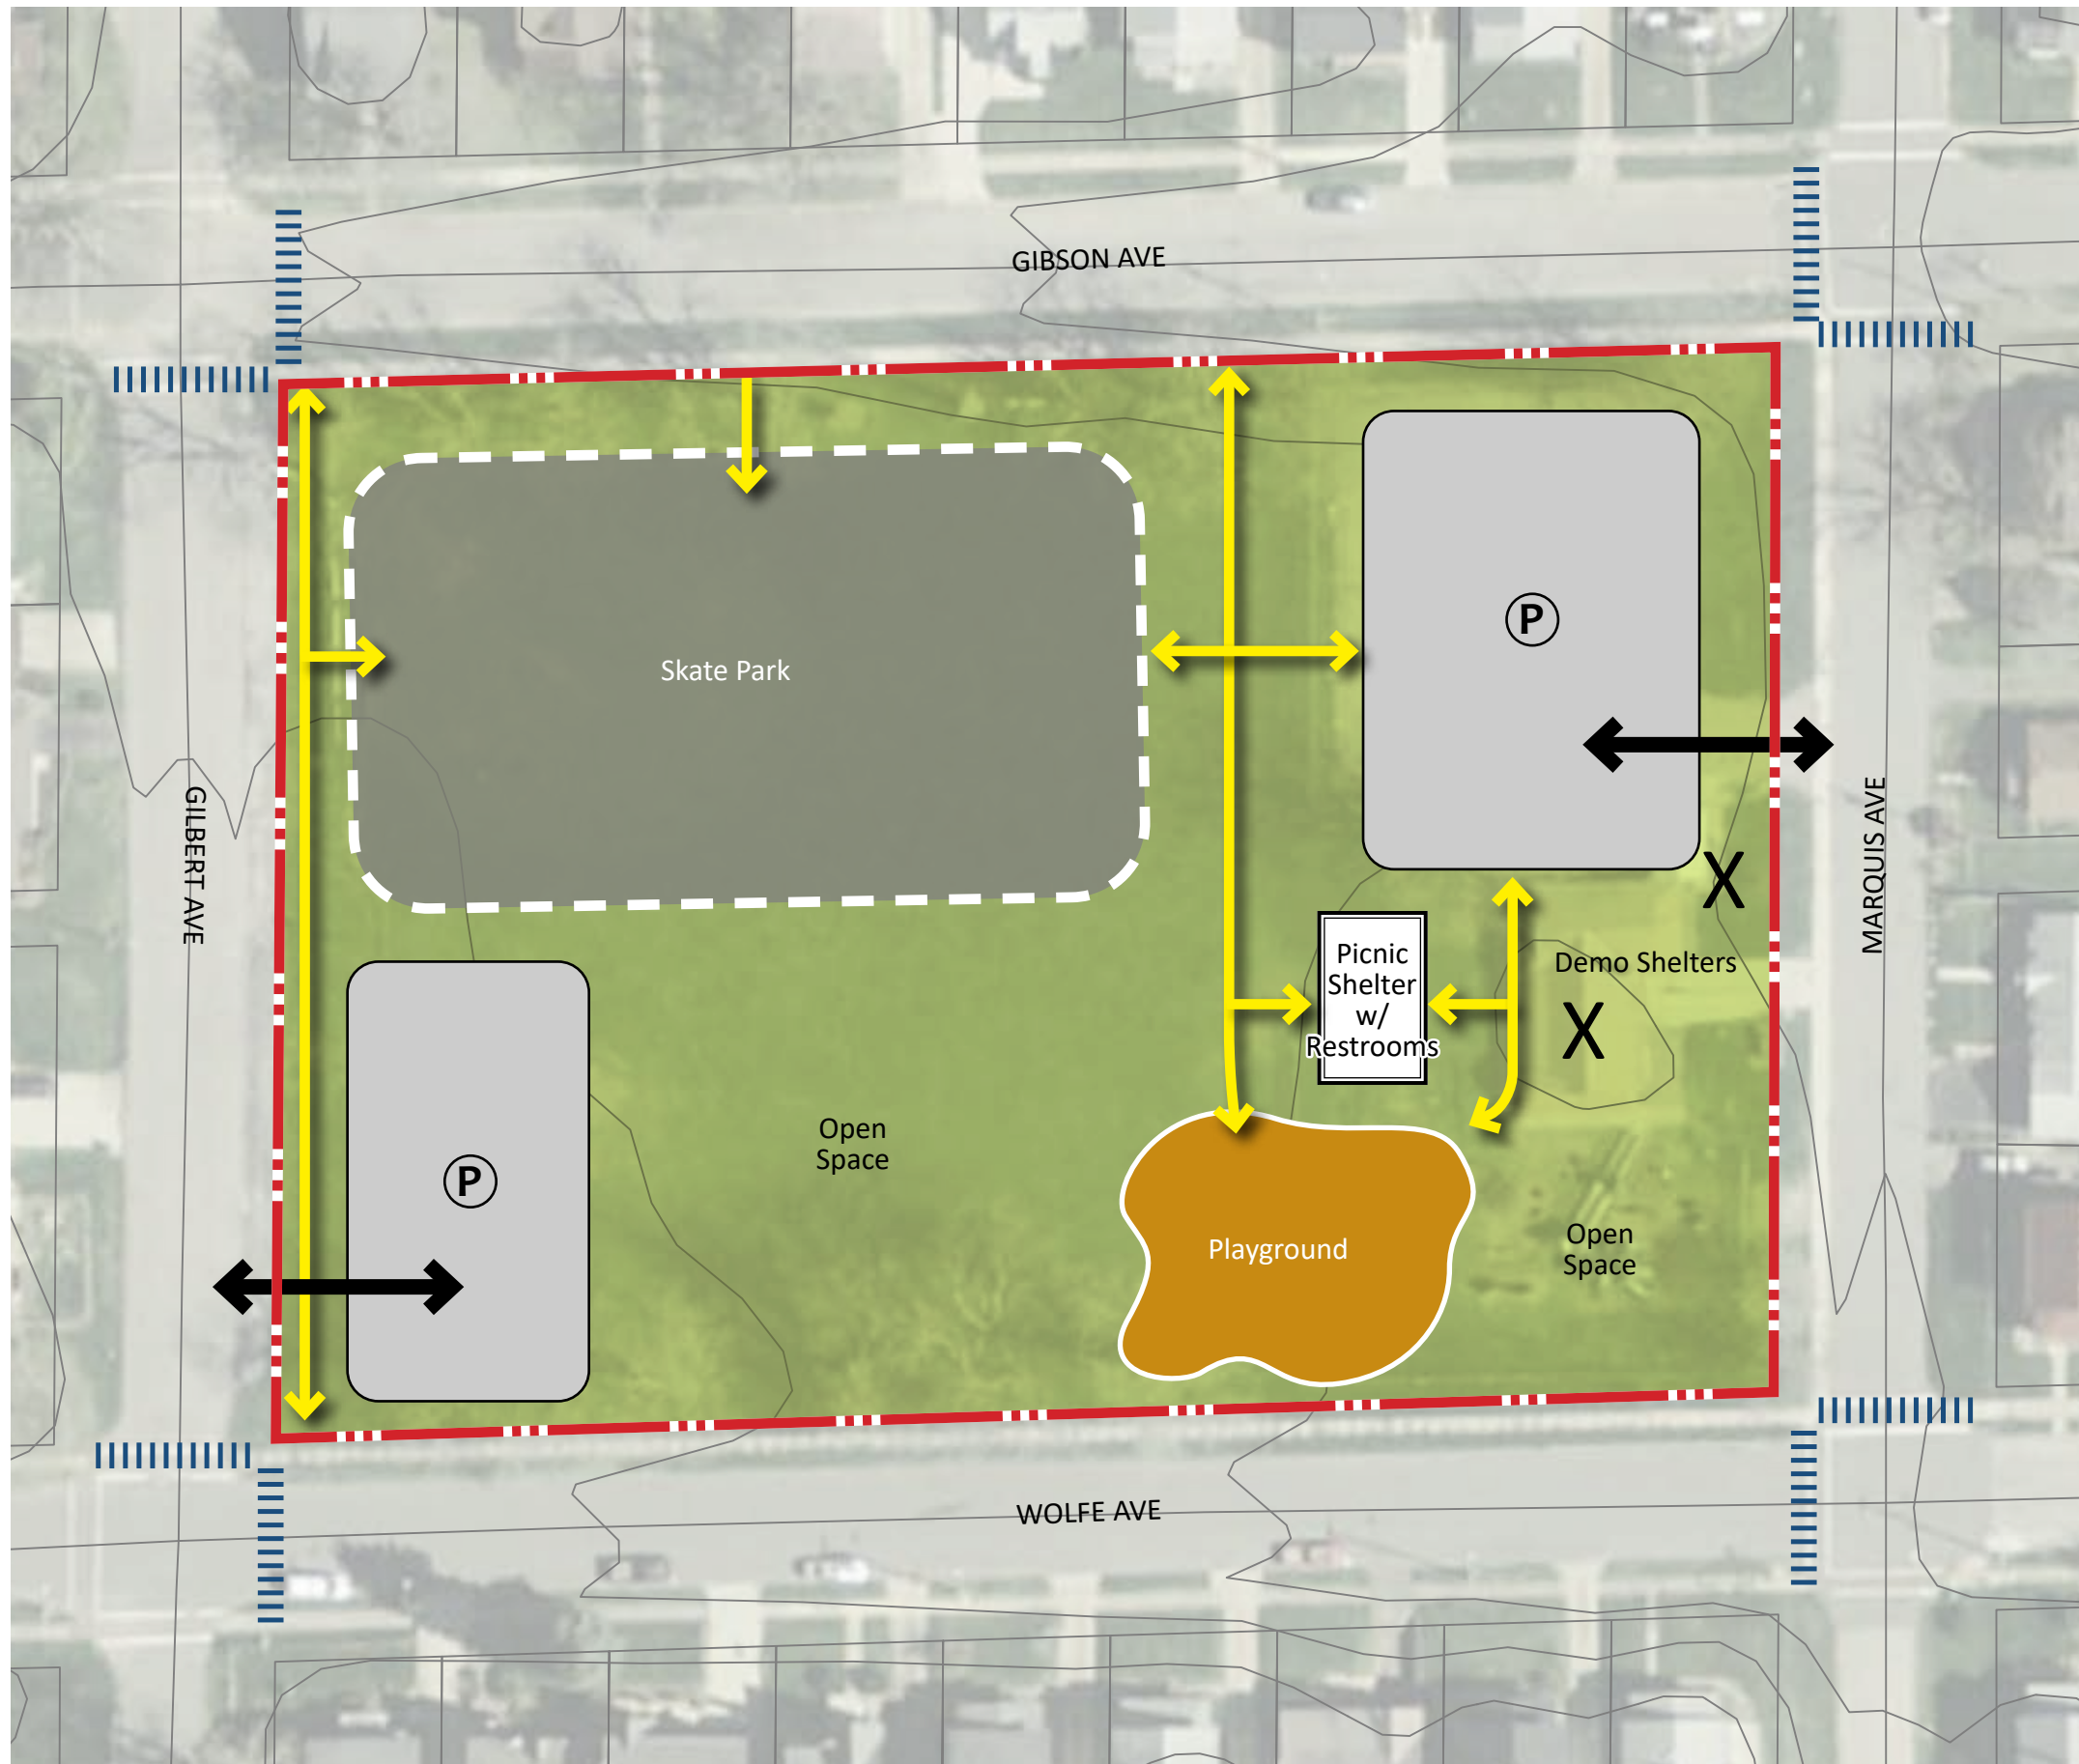 GIBSON AVE
P
Skate Park
GILBERT AVE
MARQUIS AVE
X
Picnic
Shelter
w/
Restrooms
Demo Shelters
X
Open
Space
P
Playground
Open
Space
WOLFE AVE